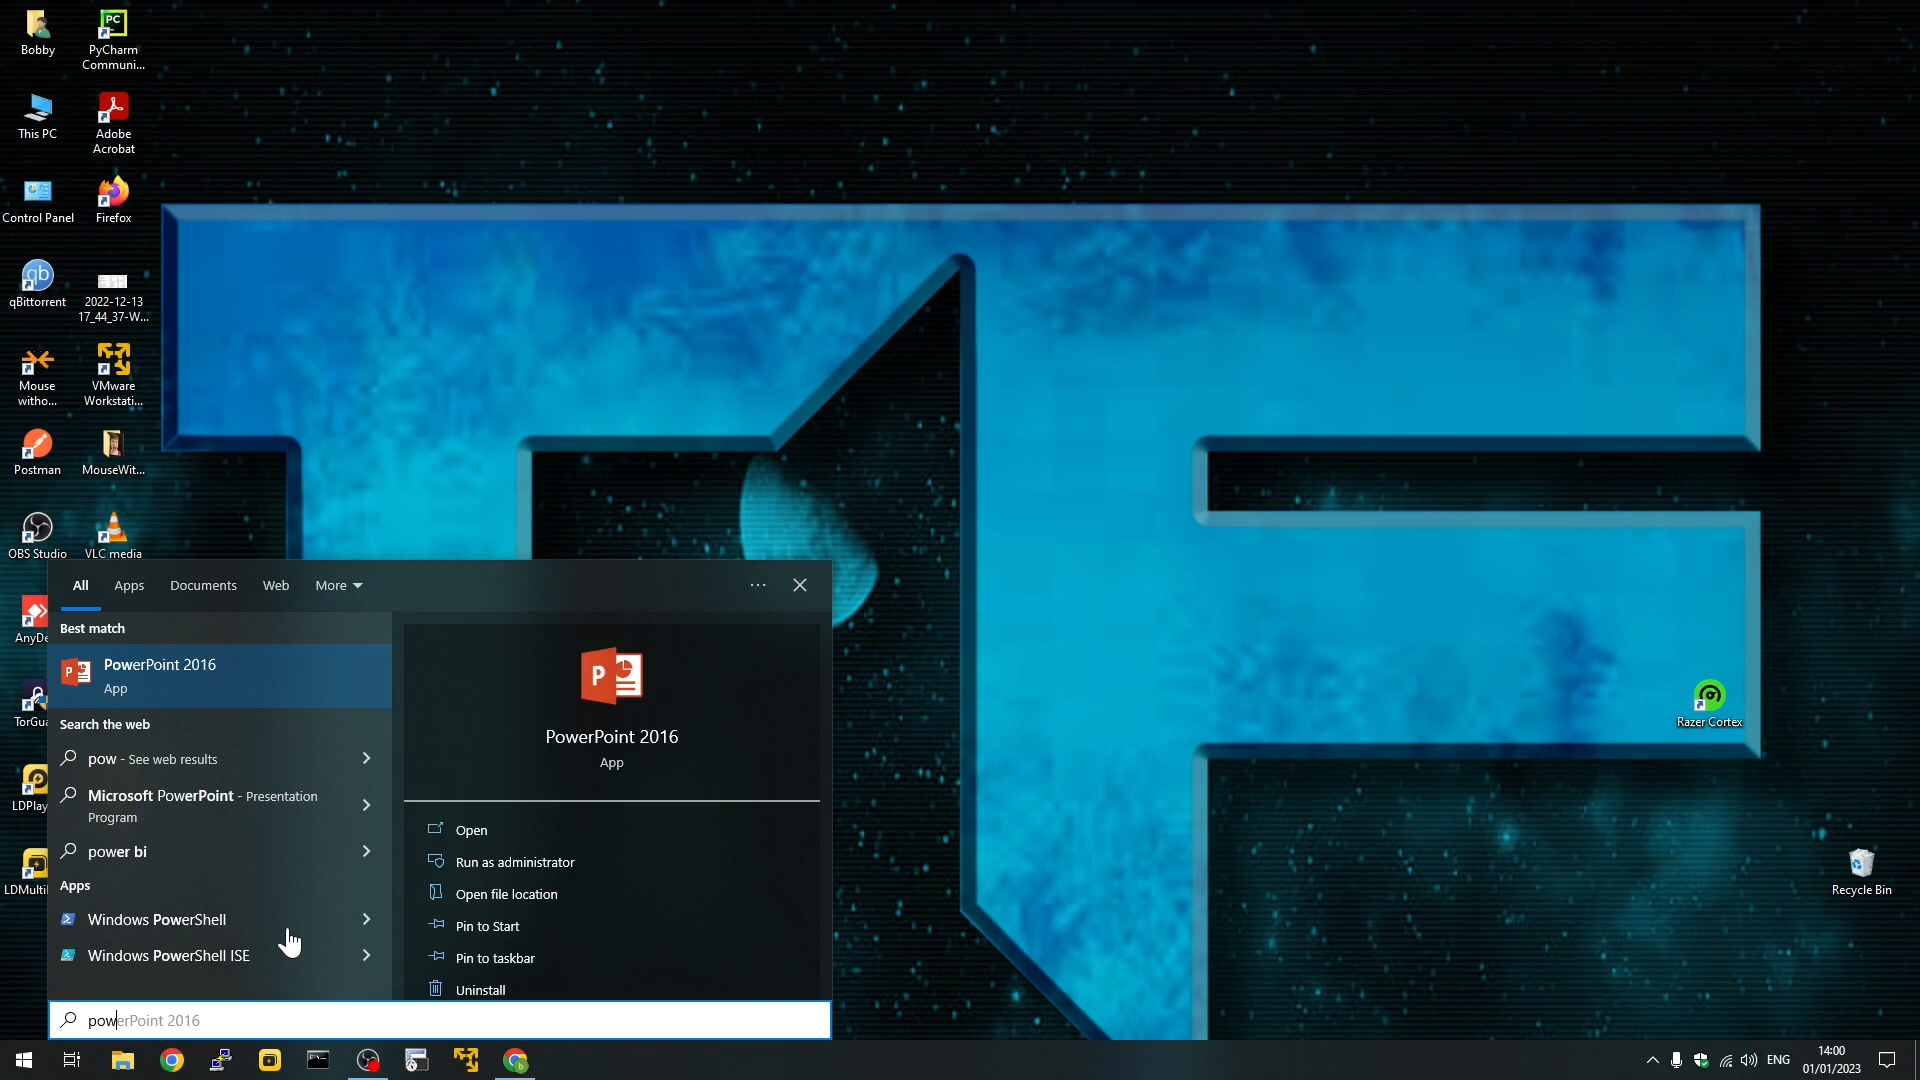 Bobby
PyCharm
Communi...
This PC
Adobe
Acrobat
Control Panel
Firefox
qBittorrent
2022-12-13
17_44_37-W...
Mouse
witho...
VMware
Workstati...
Postman
MouseWit...
OBS Studio
VLC media
AnyDe
TorGua
LDPlay
LDMulti
Razer Cortex
Recycle Bin
All
Apps
Documents
Web
More
Best match
PowerPoint 2016
App
Search the web
pow - See web results
Microsoft PowerPoint - Presentation
Program
power bi
Apps
Windows PowerShell
Windows PowerShell ISE
PowerPoint 2016
App
Open
Run as administrator
Open file location
Pin to Start
Pin to taskbar
Uninstall
powerPoint 2016
ENG
14:00
01/01/2023